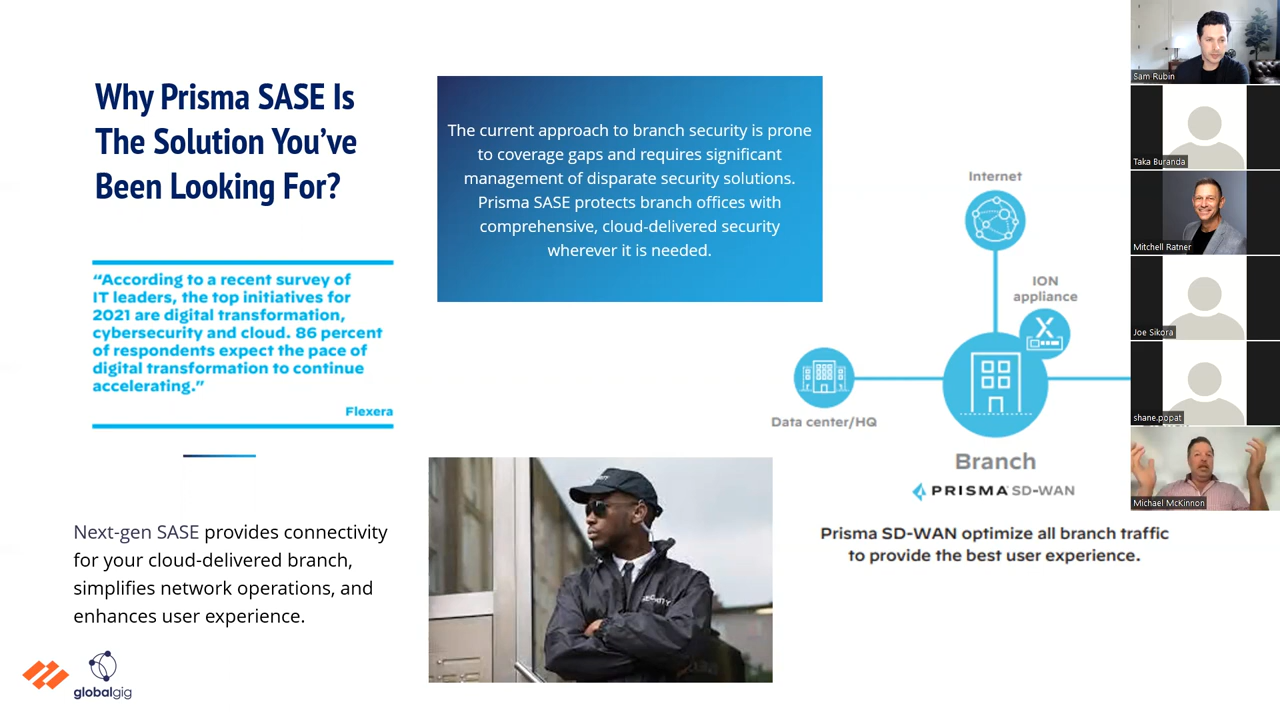 Why Prisma SASE Is
The Solution You’ve
Been Looking For?
“According to a recent survey of
IT leaders, the top initiatives for
2021 are digital transformation,
cybersecurity and cloud. 86 percent
of respondents expect the pace of
digital transformation to continue
accelerating.”
Flexera
Next-gen SASE provides connectivity
for your cloud-delivered branch,
simplifies network operations, and
enhances user experience.
globalgig
The current approach to branch security is prone
to coverage gaps and requires significant
management of disparate security solutions.
Prisma SASE protects branch offices with
comprehensive, cloud-delivered security
wherever it is needed.
SECURITY
Internet
ION
appliance
Data center/HQ
Branch
PRISMA SD-WAN
Prisma SD-WAN optimize all branch traffic
to provide the best user experience.
Sam Rubin
Taka Buranda
Mitchell Ratner
Joe Sikora
shane.popat
Michael McKinnon